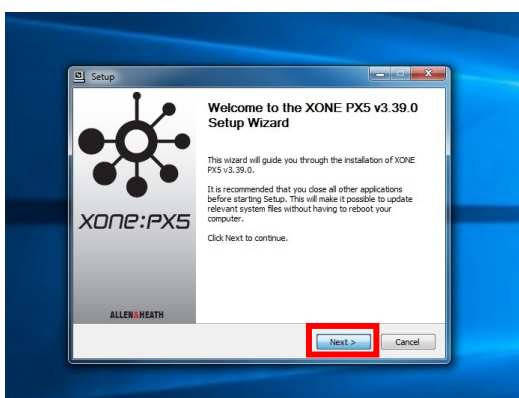 Setup
Welcome to the XONE PX5 v3.39.0
Setup Wizard
This wizard will guide you through the installation of XONE
PX5 v3.39.0.
It is recommended that you close all other applications
before starting Setup. This will make it possible to update
relevant system files without having to reboot your
computer.
Click Next to continue.
XONE:PX5
ALLEN&HEATH
Next >
Cancel